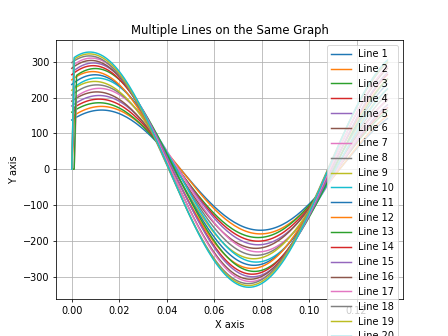 Multiple Lines on the Same Graph
Y axis
300
200
100
0
−100
−200
−300
0.00
0.02
0.04
0.06
0.08
0.10
X axis
Line 1
Line 2
Line 3
Line 4
Line 5
Line 6
Line 7
Line 8
Line 9
Line 10
Line 11
Line 12
Line 13
Line 14
Line 15
Line 16
Line 17
Line 18
Line 19
Line 20